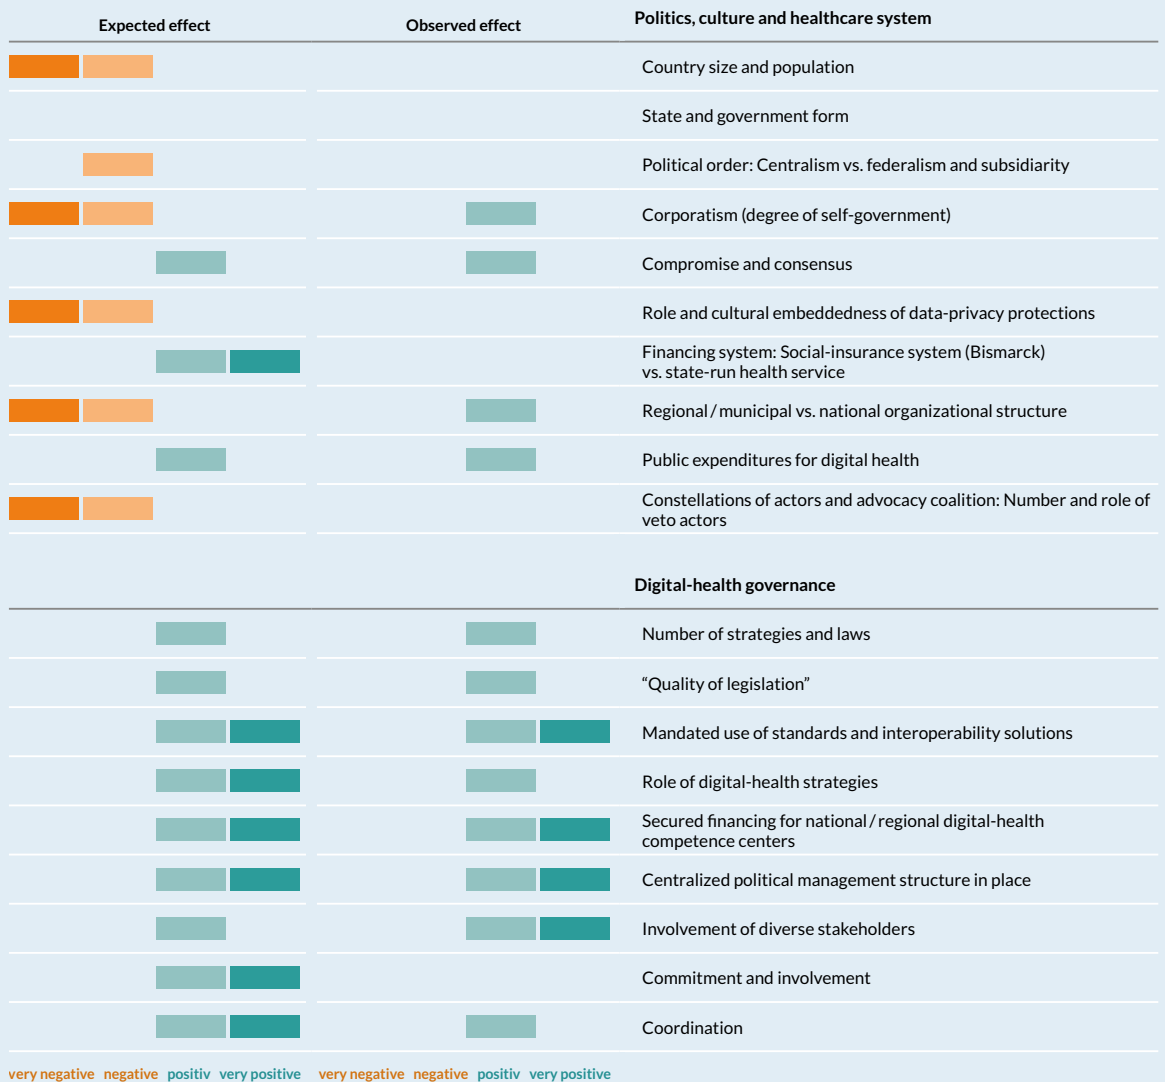 Expected effect
Observed effect
Politics, culture and healthcare system
Country size and population
State and government form
Political order: Centralism vs. federalism and subsidiarity
Corporatism (degree of self-government)
Compromise and consensus
Role and cultural embeddedness of data-privacy protections
Financing system: Social-insurance system (Bismarck)
vs. state-run health service
Regional / municipal vs. national organizational structure
Public expenditures for digital health
Constellations of actors and advocacy coalition: Number and role of
veto actors
Digital-health governance
Number of strategies and laws
“Quality of legislation”
Mandated use of standards and interoperability solutions
Role of digital-health strategies
Secured financing for national / regional digital-health
competence centers
Centralized political management structure in place
Involvement of diverse stakeholders
Commitment and involvement
Coordination
very negative negative positiv very positive very negative negative positiv very positive